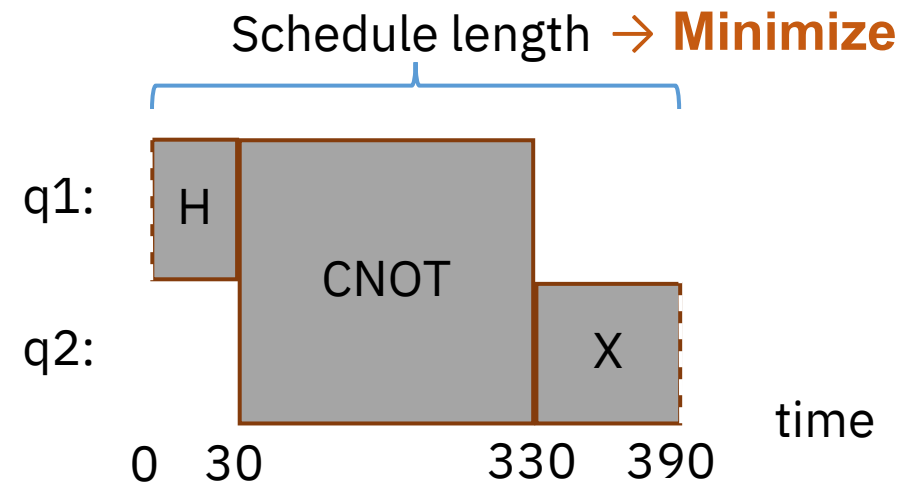 Schedule length → Minimize
q1:
H
CNOT
q2:
X
time
0 30 330 390